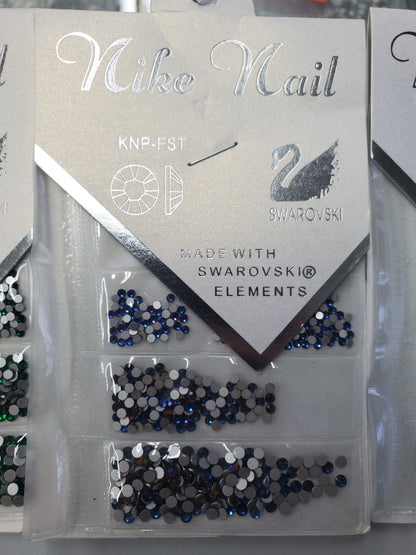 Nike Nail
KNP-FST
SWAROVSKI
MADE WITH
SWAROVSKI®
ELEMENTS